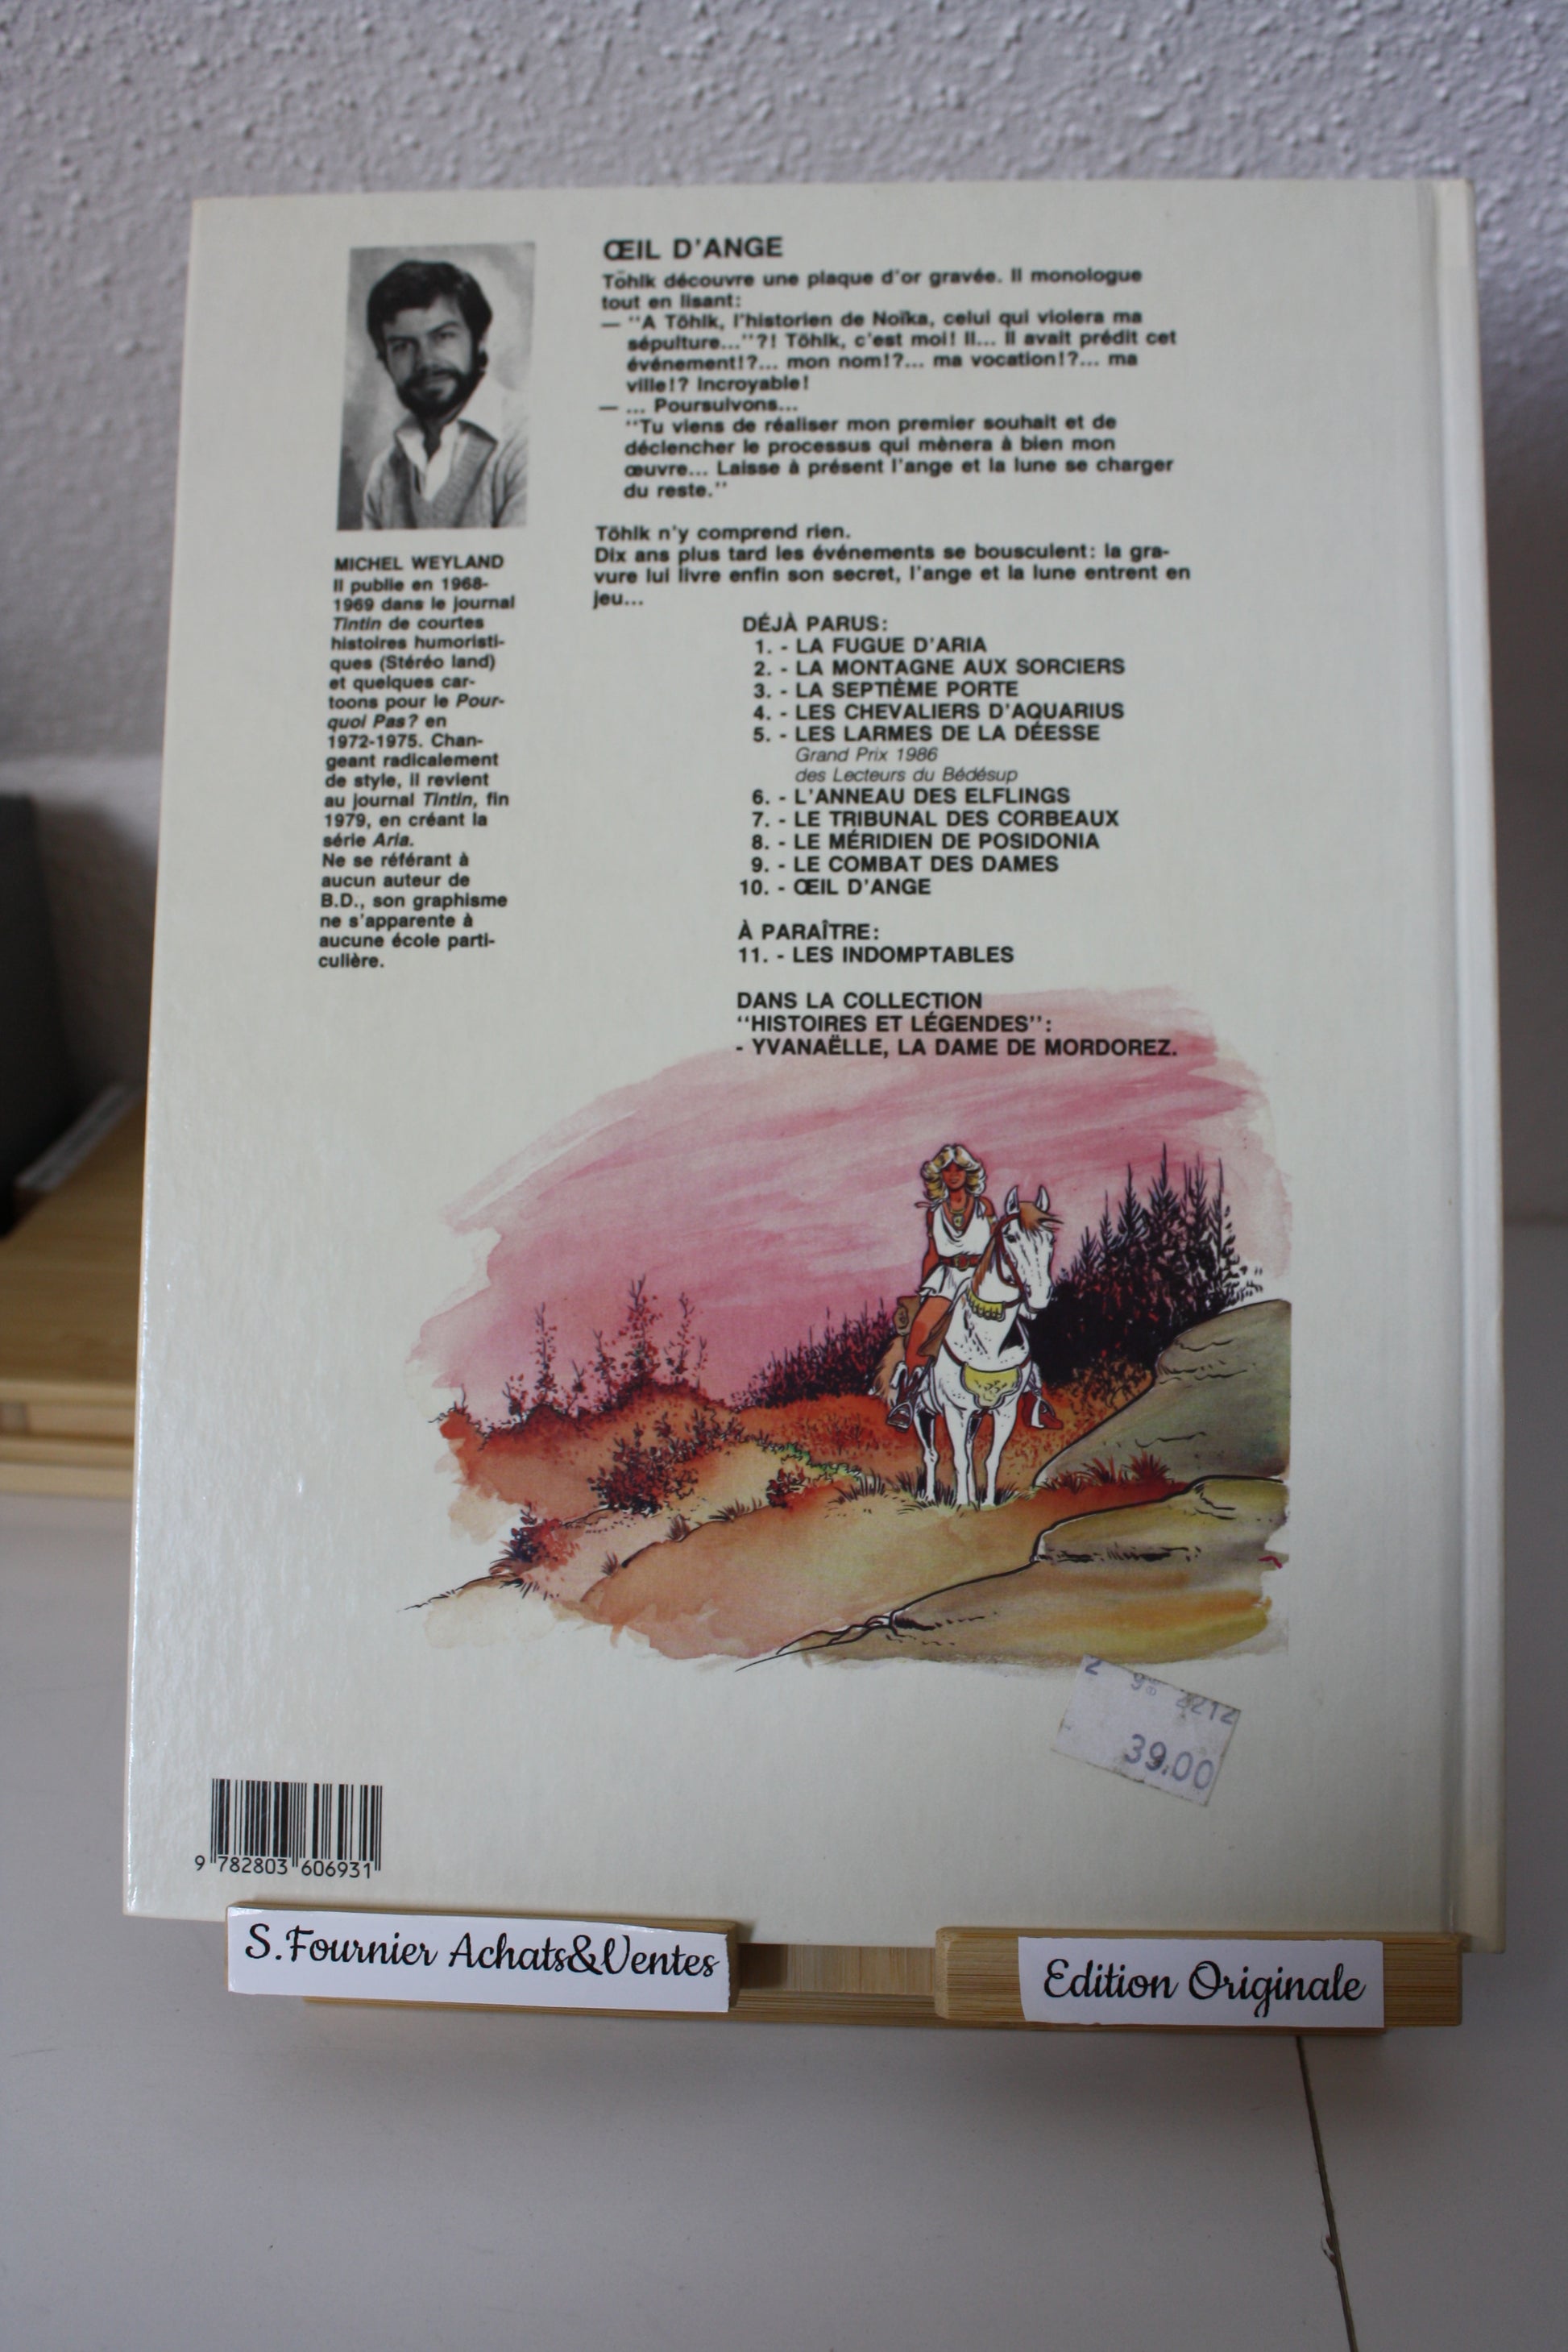 ŒIL D'ANGE
Töhlk découvre une plaque d'or gravée. Il monologue
tout en lisant:
— "A Töhlk, l'historien de Noïka, celui qui violera ma
sépulture..."?! Töhlk, c'est moi! Il... Il avait prédit cet
événement!?... mon nom!?... ma vocation!?... ma
ville!? Incroyable!
— ... Poursuivons...
"Tu viens de réaliser mon premier souhait et de
déclencher le processus qui mènera à bien mon
œuvre... Laisse à présent l'ange et la lune se charger
du reste."
Töhlk n'y comprend rien.
Dix ans plus tard les événements se bousculent: la gra-
vure lui livre enfin son secret, l'ange et la lune entrent en
jeu...
MICHEL WEYLAND
Il publie en 1968-
1969 dans le journal
Tintin de courtes
histoires humoristi-
ques (Stéréo land)
et quelques car-
toons pour le Pour-
quoi Pas? en
1972-1975. Chan-
geant radicalement
de style, il revient
au journal Tintin, fin
1979, en créant la
série Aria.
Ne se référant à
aucun auteur de
B.D., son graphisme
ne s'apparente à
aucune école parti-
culière.
DÉJÀ PARUS:
1. - LA FUGUE D'ARIA
2. - LA MONTAGNE AUX SORCIERS
3. - LA SEPTIÈME PORTE
4. - LES CHEVALIERS D'AQUARIUS
5. - LES LARMES DE LA DÉESSE
Grand Prix 1986
des Lecteurs du Bédésup
6. - L'ANNEAU DES ELFLINGS
7. - LE TRIBUNAL DES CORBEAUX
8. - LE MÉRIDIEN DE POSIDONIA
9. - LE COMBAT DES DAMES
10. - ŒIL D'ANGE
À PARAÎTRE:
11. - LES INDOMPTABLES
DANS LA COLLECTION
"HISTOIRES ET LÉGENDES":
- YVANAËLLE, LA DAME DE MORDOREZ.
39.00
9 782803 606931
S.Fournier Achats&Ventes
Edition Originale